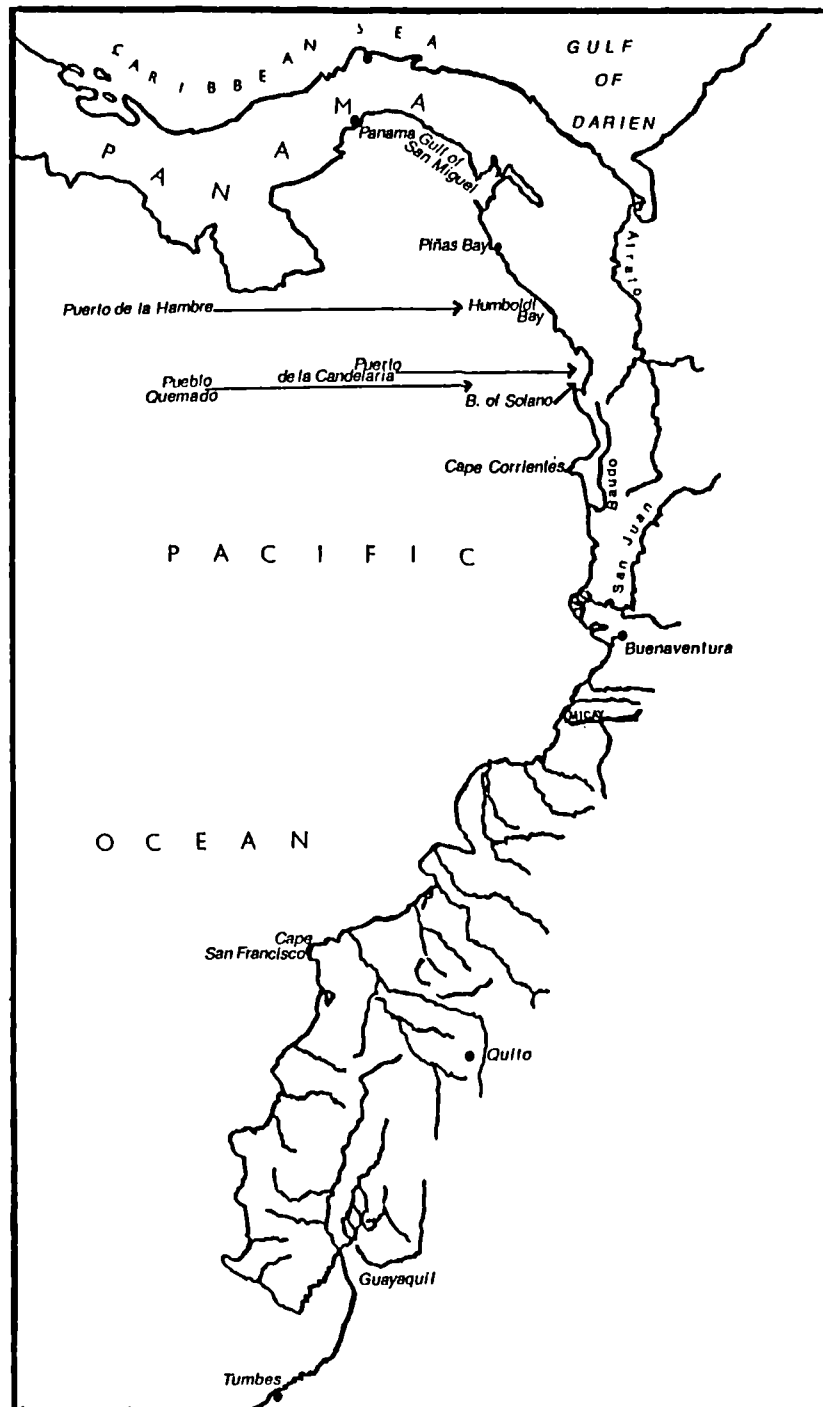 CARIBBEAN SEA
GULF
OF
DARIEN
PANAMA
Panama
Gulf of
San Miguel
Piñas Bay
Atrato
Puerto de la Hambre
Humboldt
Bay
Puerto
de la Candelaria
Pueblo
Quemado
B. of Solano
Cape Corrientes
Baudo
San Juan
PACIFIC
Buenaventura
OCEAN
Cape
San Francisco
Quito
Guayaquil
Tumbes